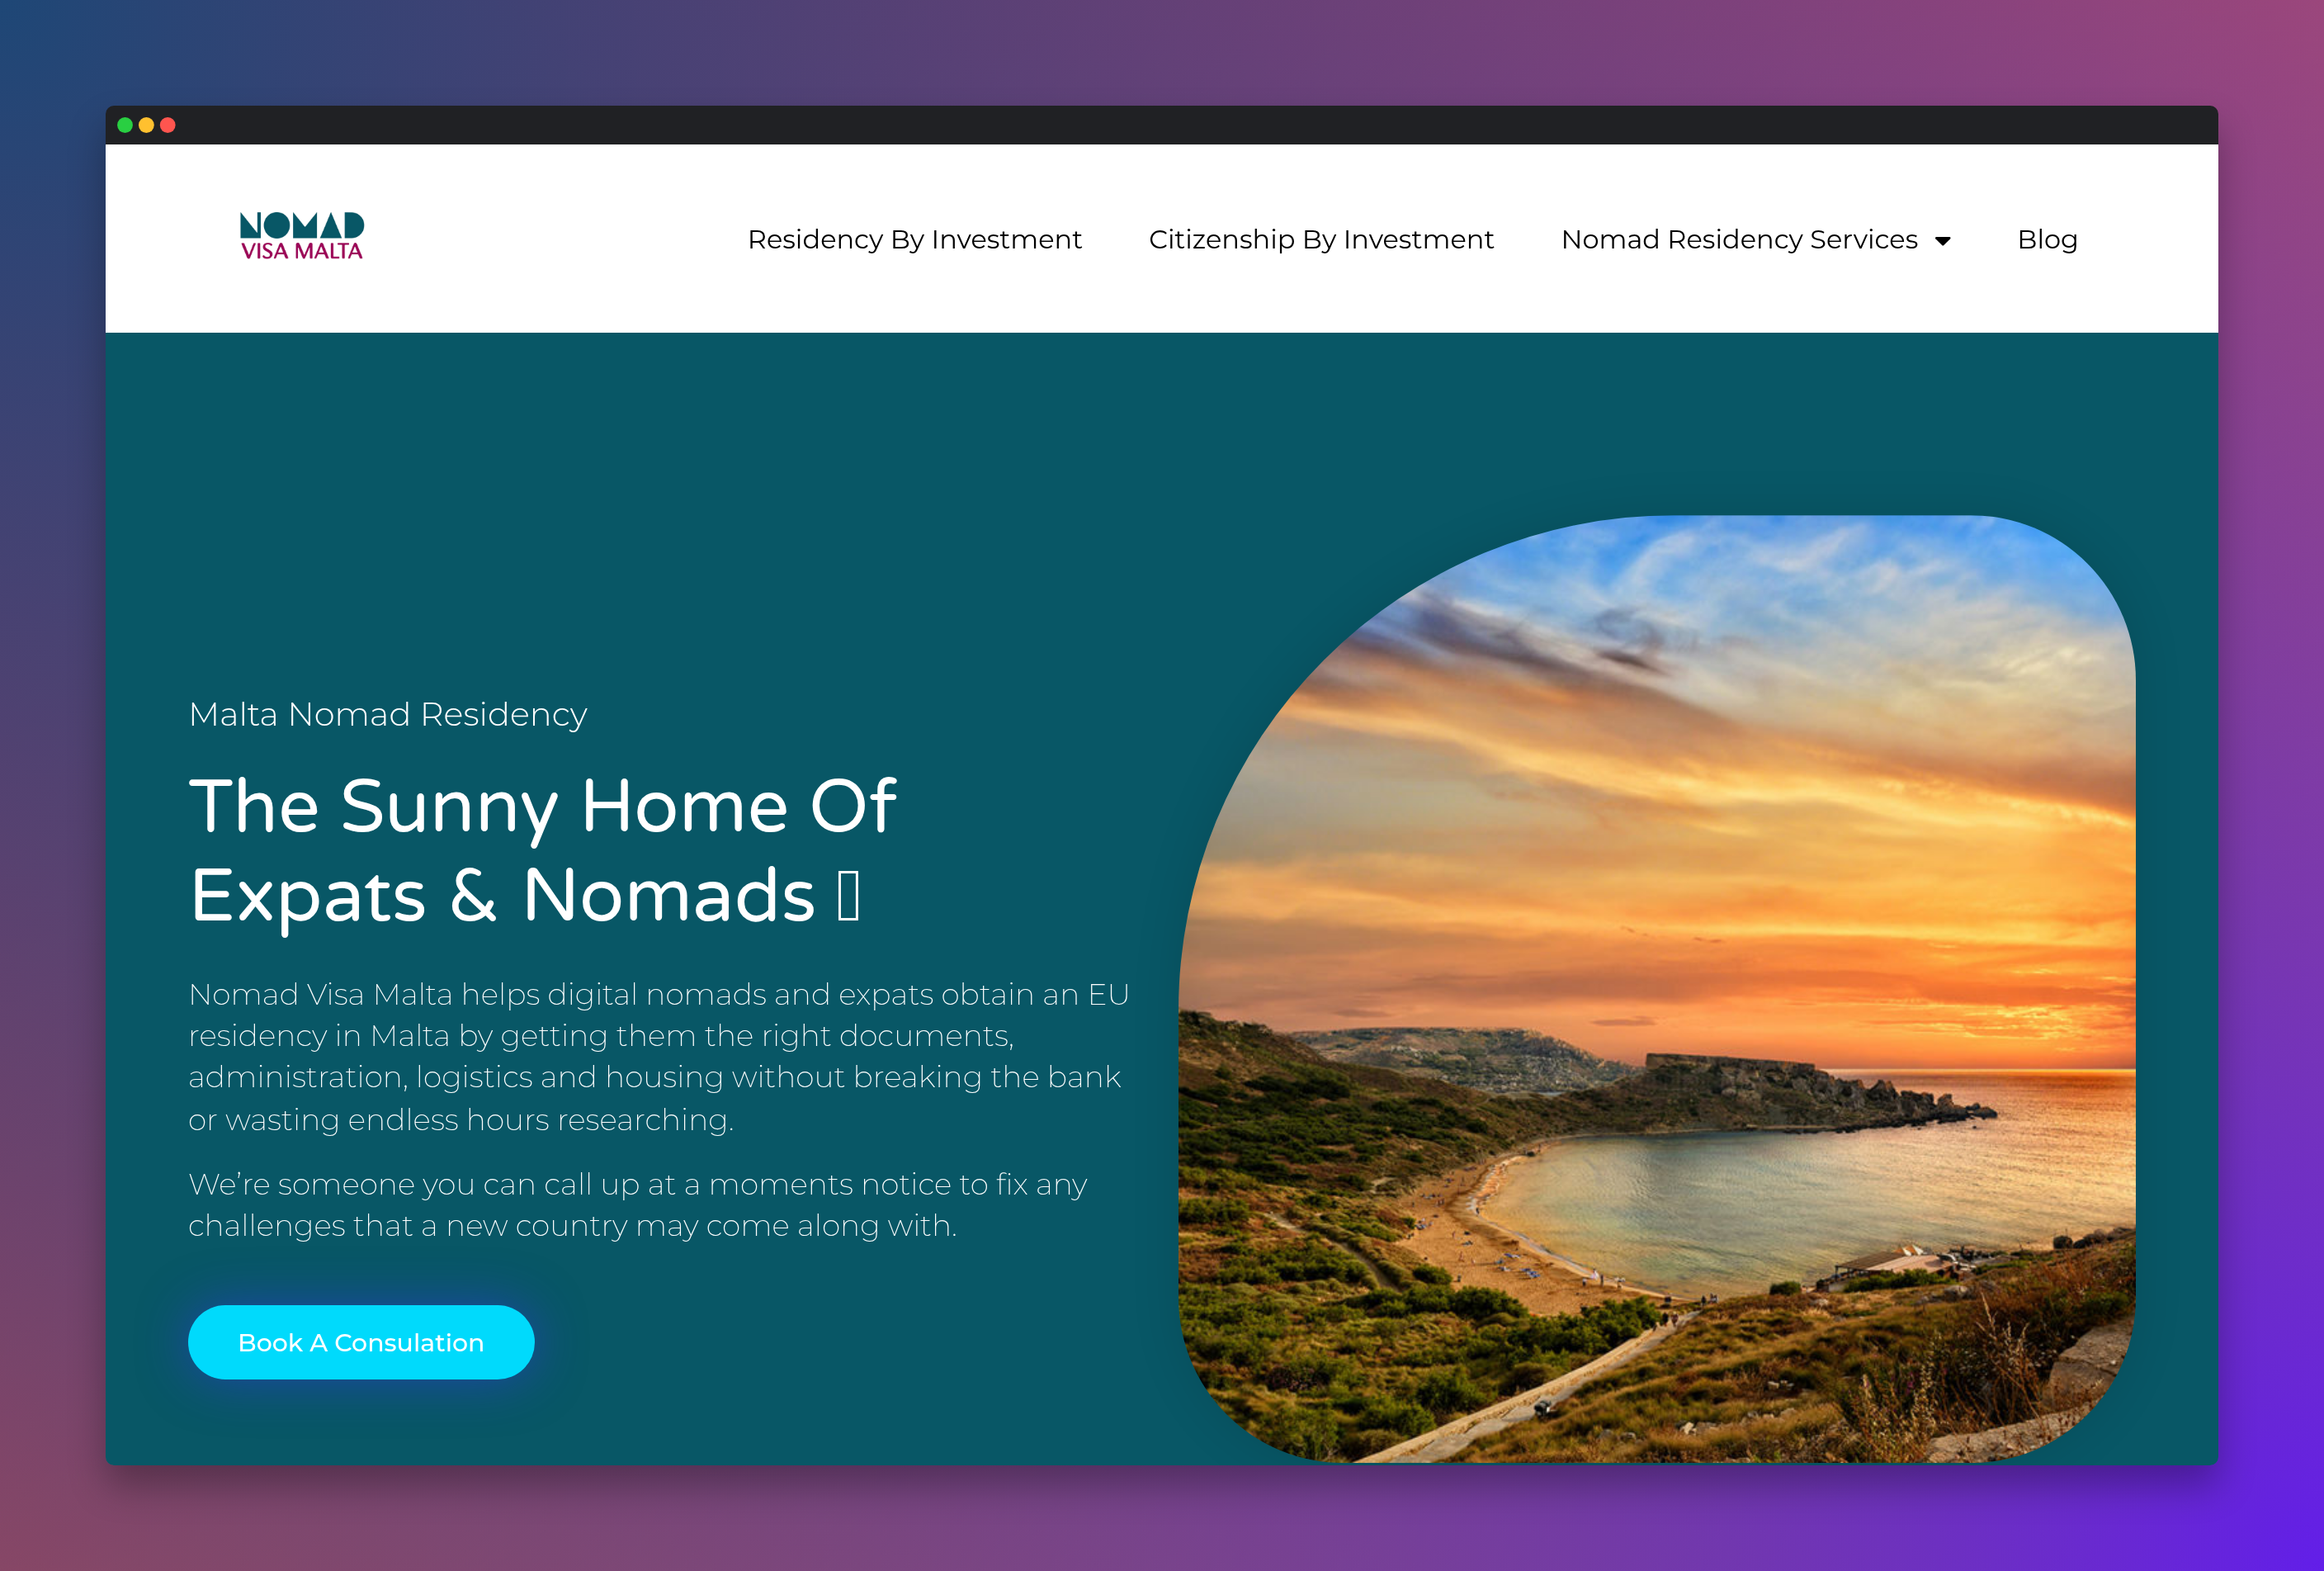 NOMAD
VISA MALTA
Residency By Investment
Citizenship By Investment
Nomad Residency Services
Blog
Malta Nomad Residency
The Sunny Home Of
Expats & Nomads
Nomad Visa Malta helps digital nomads and expats obtain an EU
residency in Malta by getting them the right documents,
administration, logistics and housing without breaking the bank
or wasting endless hours researching.
We’re someone you can call up at a moments notice to fix any
challenges that a new country may come along with.
Book A Consulation